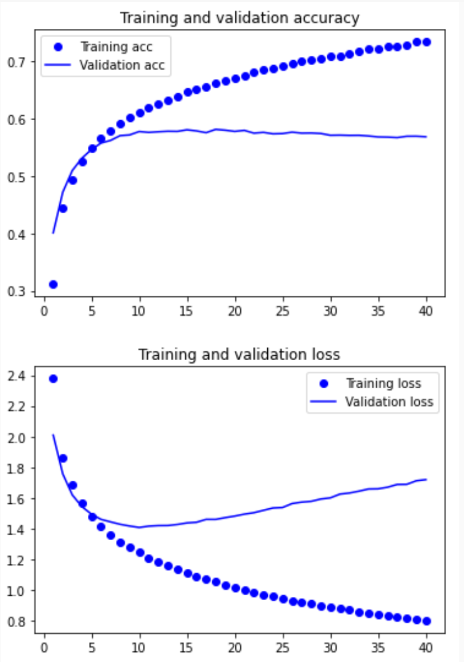 Training and validation accuracy
Training acc
Validation acc
0.7
0.6
0.5
0.4
0.3
0 5 10 15 20 25 30 35 40
Training and validation loss
Training loss
Validation loss
2.4
2.2
2.0
1.8
1.6
1.4
1.2
1.0
0.8
0 5 10 15 20 25 30 35 40